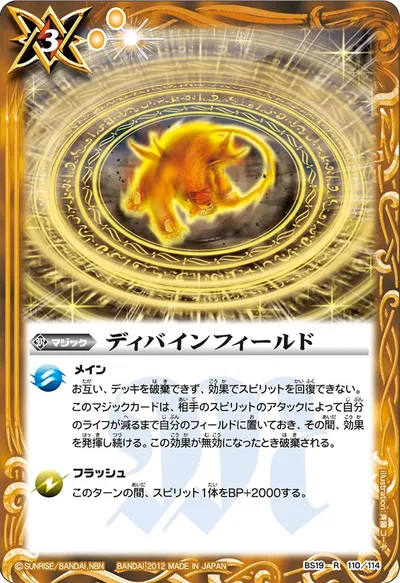 3
マジック
ディバインフィールド
メイン
お互い、デッキを破棄できず、効果でスピリットを回復できない。
このマジックカードは、相手のスピリットのアタックによって自分
のライフが減るまで自分のフィールドに置いておき、その間、効果
を発揮し続ける。この効果が無効になったとき破棄される。
フラッシュ
このターンの間、スピリット1体をBP+2000する。
©SUNRISE/BANDAI,NBN BANDAI 2012 MADE IN JAPAN
BS19 R 110/114
illustration